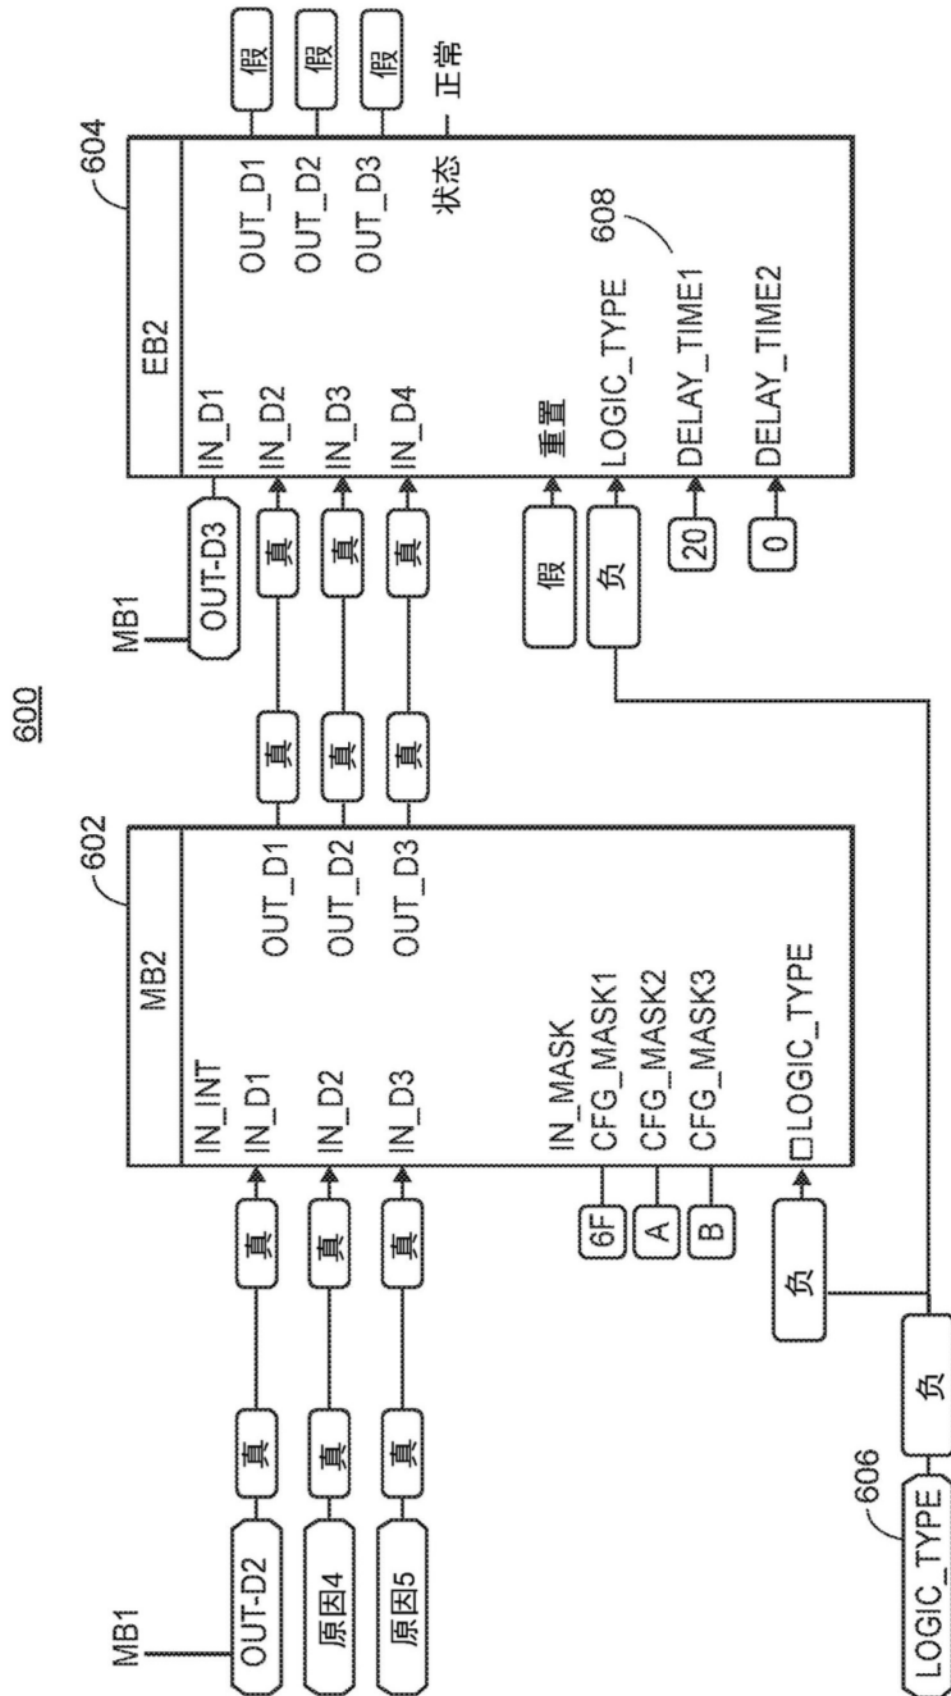 600
MB1
OUT-D2
真
真
原因4
真
真
原因5
真
真
602
MB2
IN_INT
IN_D1
IN_D2
IN_D3
OUT_D1
OUT_D2
OUT_D3
IN_MASK
6F
CFG_MASK1
A
CFG_MASK2
B
CFG_MASK3
负
LOGIC_TYPE
606
LOGIC_TYPE
负
真
真
真
真
真
真
MB1
OUT-D3
604
EB2
IN_D1
IN_D2
IN_D3
IN_D4
OUT_D1
假
OUT_D2
假
OUT_D3
假
状态
正常
假
重置
负
LOGIC_TYPE
608
20
DELAY_TIME1
0
DELAY_TIME2